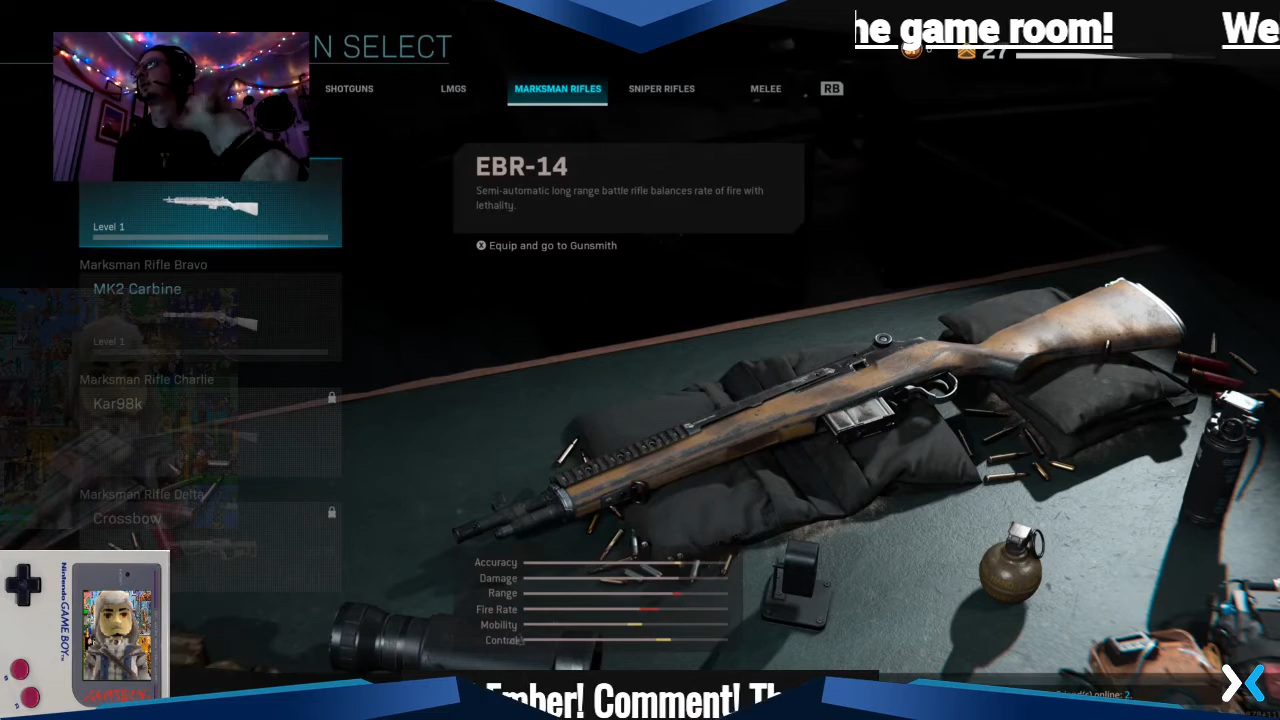 he game room!
We
N SELECT
27
SHOTGUNS
LMGS
MARKSMAN RIFLES
SNIPER RIFLES
MELEE
RB
EBR-14
Semi-automatic long range battle rifle balances rate of fire with
lethality.
X Equip and go to Gunsmith
Level 1
Marksman Rifle Bravo
MK2 Carbine
Level 1
Marksman Rifle Charlie
Kar98k
Marksman Rifle Delta
Crossbow
Accuracy
Damage
Range
Fire Rate
Mobility
Control
Nintendo GAME BOY
Ember! Comment! Th
online: 2